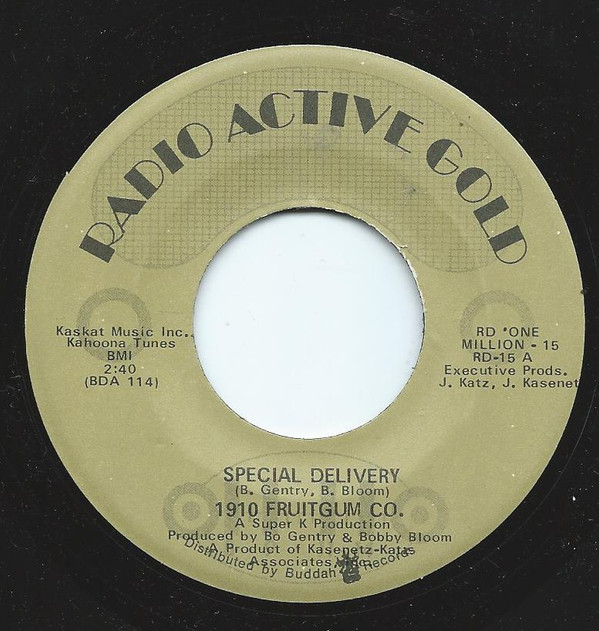 RADIO ACTIVE GOLD
Kaskat Music Inc.,
Kahoona Tunes
BMI
2:40
(BDA 114)
RD 'ONE
MILLION - 15
RD-15 A
Executive Prods.
J. Katz, J. Kasenet
SPECIAL DELIVERY
(B. Gentry, B. Bloom)
1910 FRUITGUM CO.
A Super K Production
Produced by Bo Gentry & Bobby Bloom
A Product of Kasenetz-Katz
Associates, Inc.
Distributed by Buddah Records